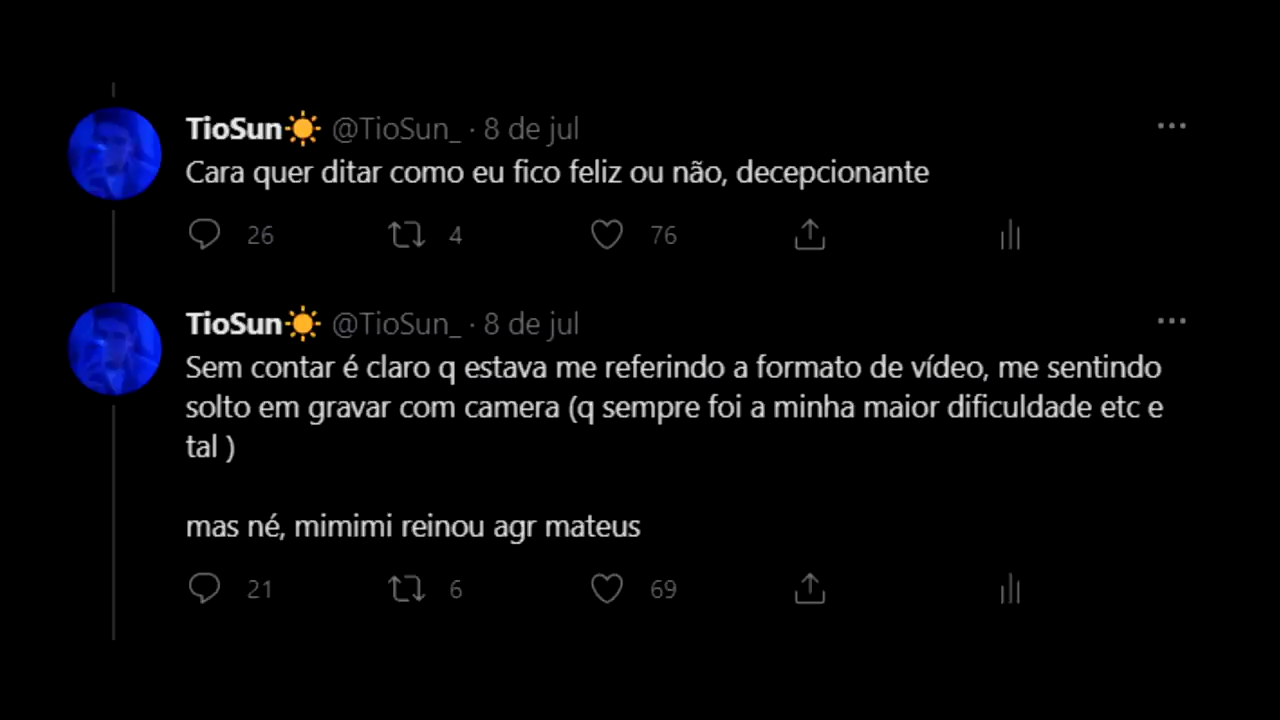 TioSun☀️ @TioSun_ · 8 de jul
Cara quer ditar como eu fico feliz ou não, decepcionante
26 4 76
TioSun☀️ @TioSun_ · 8 de jul
Sem contar é claro q estava me referindo a formato de vídeo, me sentindo
solto em gravar com camera (q sempre foi a minha maior dificuldade etc e
tal )
mas né, mimimi reinou agr mateus
21 6 69